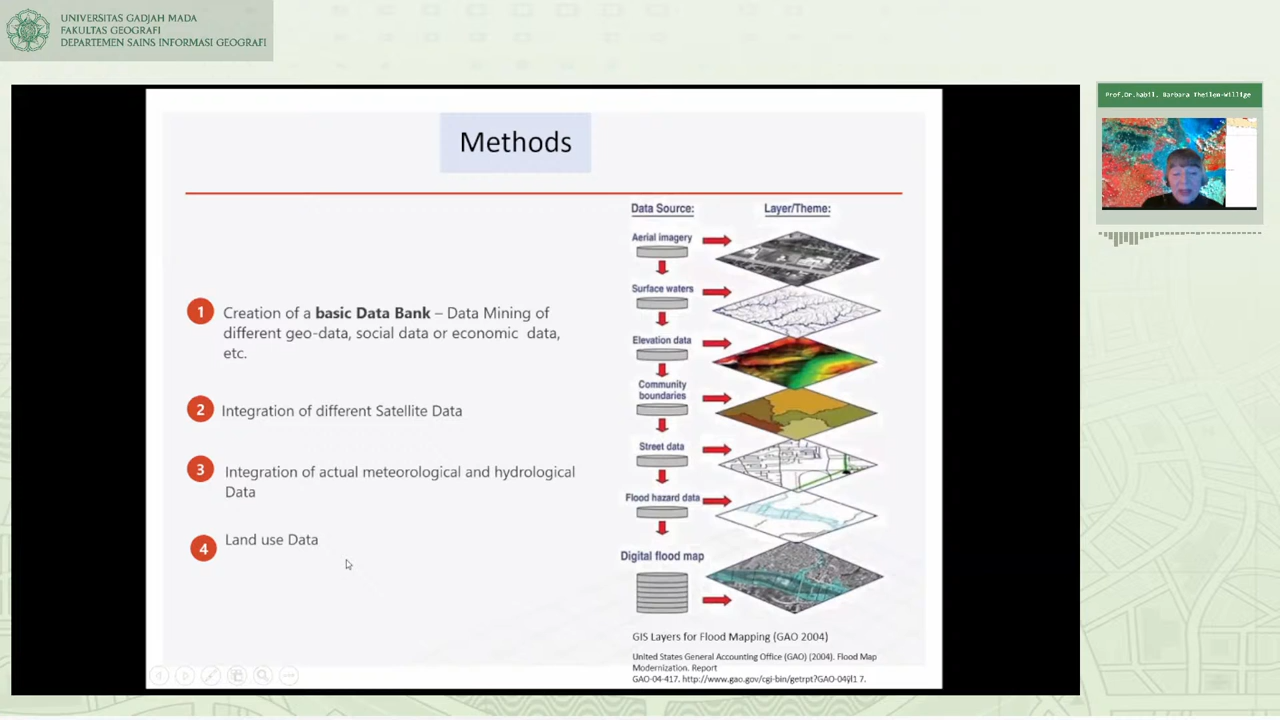 UNIVERSITAS GADJAH MADA
FAKULTAS GEOGRAFI
DEPARTEMEN SAINS INFORMASI GEOGRAFI
Prof.Dr.habil. Barbara Theilen-Willige
Methods
1 Creation of a basic Data Bank – Data Mining of
different geo-data, social data or economic data,
etc.
2 Integration of different Satellite Data
3 Integration of actual meteorological and hydrological
Data
4 Land use Data
Data Source: Layer/Theme:
Aerial imagery
Surface waters
Elevation data
Community
boundaries
Street data
Flood hazard data
Digital flood map
GIS Layers for Flood Mapping (GAO 2004)
United States General Accounting Office (GAO) (2004). Flood Map
Modernization. Report
GAO-04-417. http://www.gao.gov/cgi-bin/getrpt?